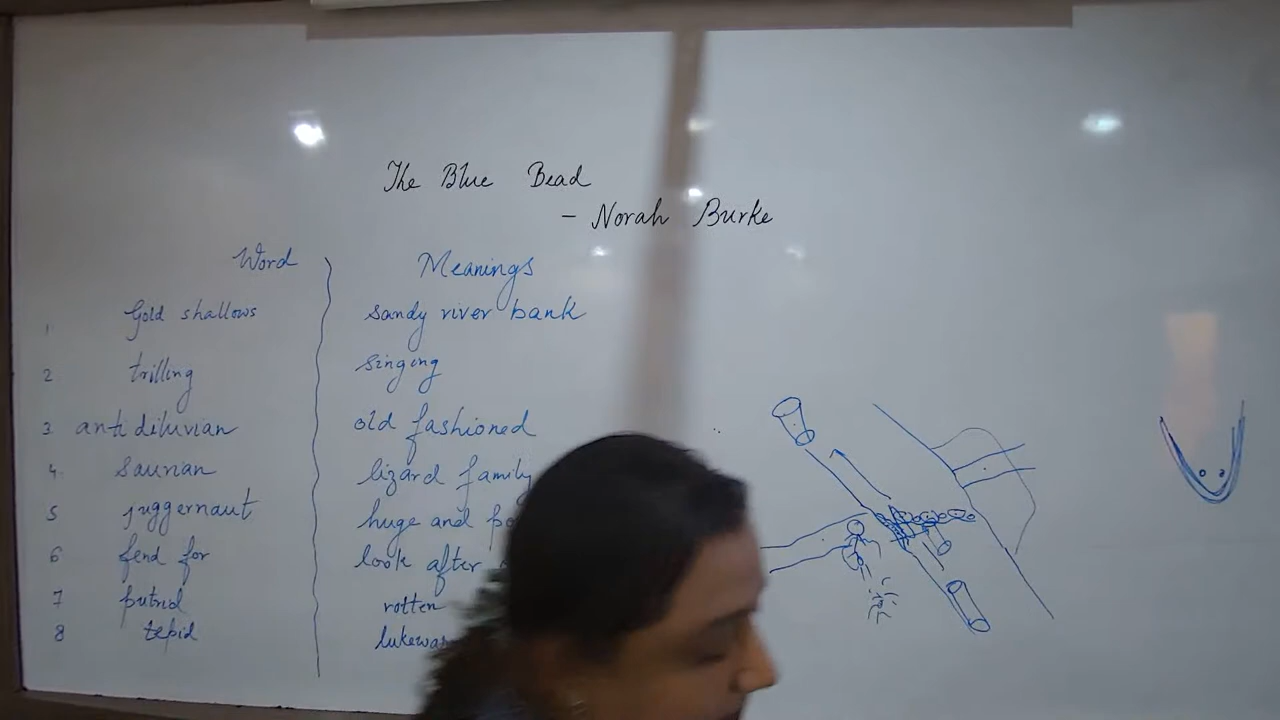 The Blue Bead
- Norah Burke
Word Meanings
1 Gold shallows sandy river bank
2 trilling singing
3. antidiluvian old fashioned
4. saurian lizard family
5 juggernaut huge and
6 fend for look after
7 putrid rotten
8 tepid